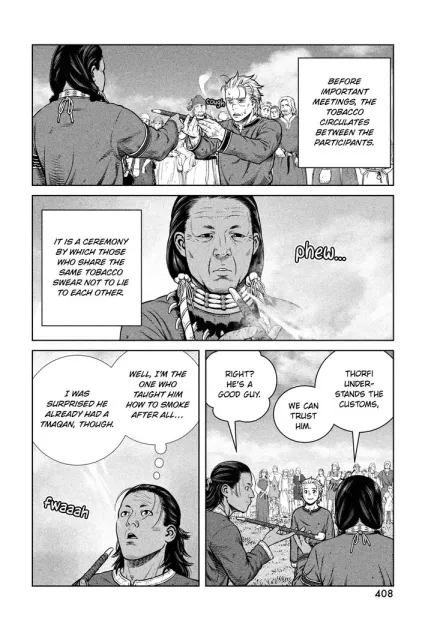 BEFORE
IMPORTANT
MEETINGS, THE
TOBACCO
CIRCULATES
BETWEEN THE
PARTICIPANTS.
cough
IT IS A CEREMONY
BY WHICH THOSE
WHO SHARE THE
SAME TOBACCO
SWEAR NOT TO LIE
TO EACH OTHER.
phew...
WELL, I'M THE
ONE WHO
TAUGHT HIM
HOW TO SMOKE
AFTER ALL...
I WAS
SURPRISED HE
ALREADY HAD A
TMAQAN, THOUGH.
fwaaah
THORFI
UNDER-
STANDS THE
CUSTOMS,
WE CAN
TRUST
HIM.
RIGHT?
HE'S A
GOOD GUY.
408